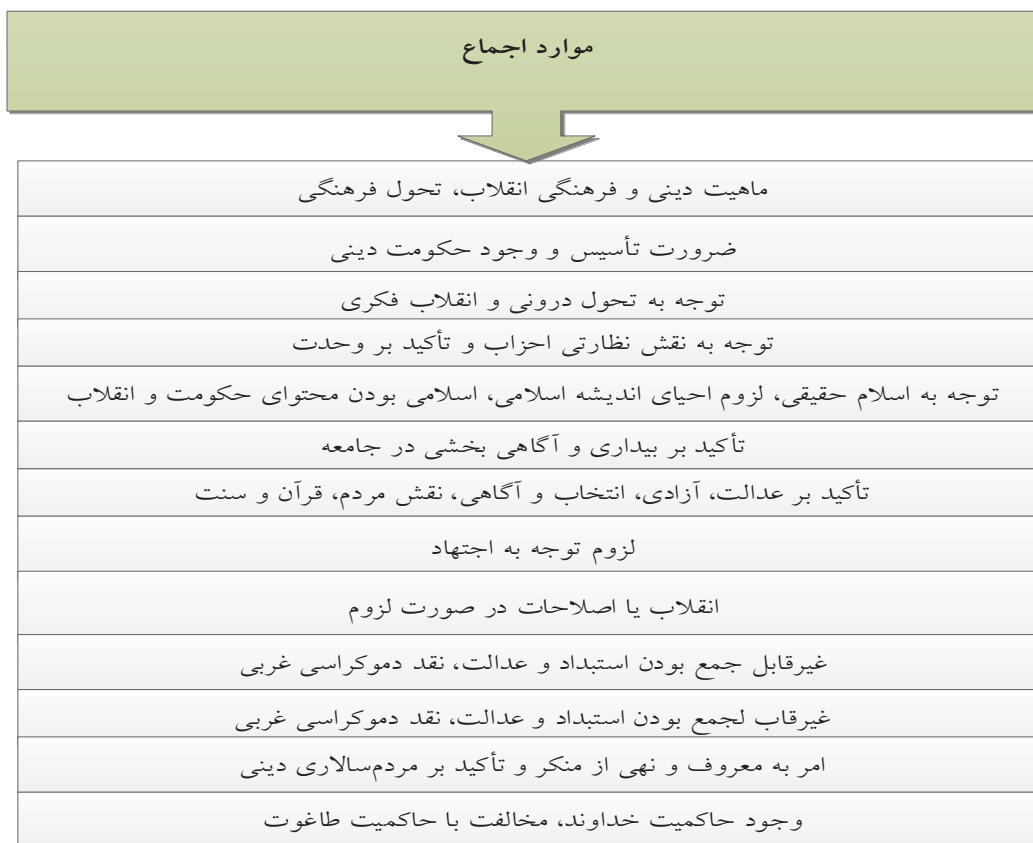 موارد اجماع
ماهیت دینی و فرهنگی انقلاب، تحول فرهنگی
ضرورت تأسیس و وجود حکومت دینی
توجه به تحول درونی و انقلاب فکری
توجه به نقش نظارتی احزاب و تأکید بر وحدت
توجه به اسلام حقیقی، لزوم احیای اندیشه اسلامی، اسلامی بودن محتوای حکومت و انقلاب
تأکید بر بیداری و آگاهی بخشی در جامعه
تأکید بر عدالت، آزادی، انتخاب و آگاهی، نقش مردم، قرآن و سنت
لزوم توجه به اجتهاد
انقلاب یا اصلاحات در صورت لزوم
غیرقابل جمع بودن استبداد و عدالت، نقد دموکراسی غربی
غیرقاب لجمع بودن استبداد و عدالت، نقد دموکراسی غربی
امر به معروف و نهی از منکر و تأکید بر مردم‌سالاری دینی
وجود حاکمیت خداوند، مخالفت با حاکمیت طاغوت